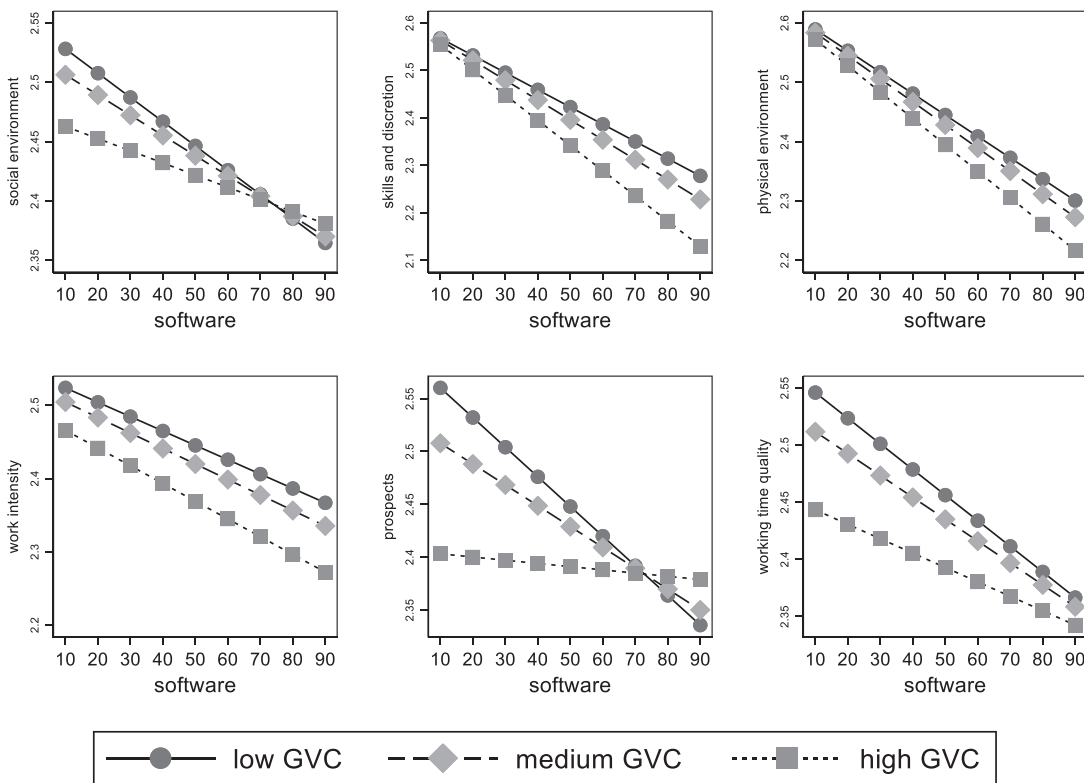 social environment
2.55
2.5
2.45
2.4
2.35
10 20 30 40 50 60 70 80 90
software
skills and discretion
2.6
2.5
2.4
2.3
2.2
2.1
10 20 30 40 50 60 70 80 90
software
physical environment
2.6
2.5
2.4
2.3
2.2
10 20 30 40 50 60 70 80 90
software
work intensity
2.5
2.4
2.3
2.2
10 20 30 40 50 60 70 80 90
software
prospects
2.55
2.5
2.45
2.4
2.35
10 20 30 40 50 60 70 80 90
software
working time quality
2.55
2.5
2.45
2.4
2.35
10 20 30 40 50 60 70 80 90
software
low GVC medium GVC high GVC